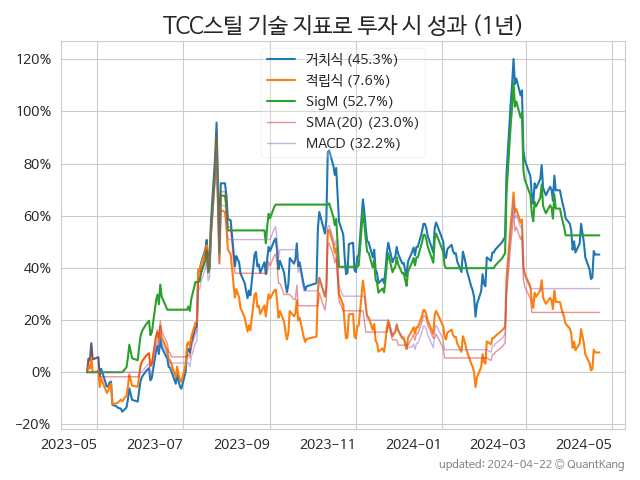 TCC스틸 기술 지표로 투자 시 성과 (1년)
거치식 (45.3%)
적립식 (7.6%)
SigM (52.7%)
SMA(20) (23.0%)
MACD (32.2%)
120%
100%
80%
60%
40%
20%
0%
−20%
2023−05 2023−07 2023−09 2023−11 2024−01 2024−03 2024−05
updated: 2024−04−22 ⓒ QuantKang